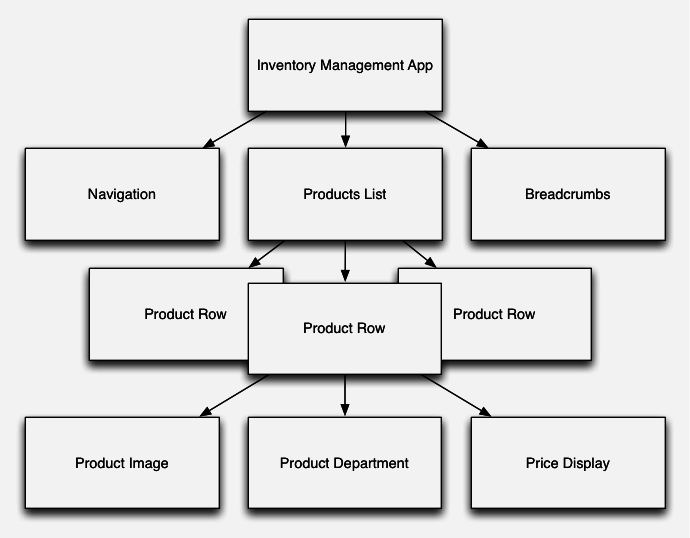 Inventory Management App
Navigation
Products List
Breadcrumbs
Product Row
Product Row
Product Row
Product Image
Product Department
Price Display